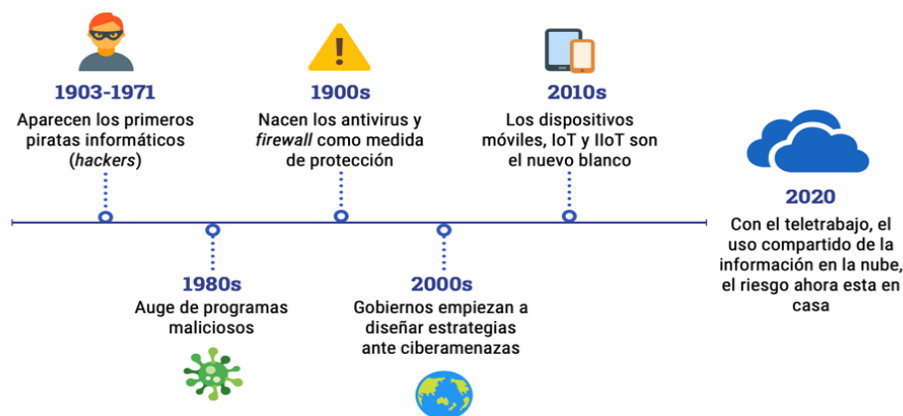 1903-1971
Aparecen los primeros
piratas informáticos
(hackers)
1980s
Auge de programas
maliciosos
1900s
Nacen los antivirus y
firewall como medida
de protección
2000s
Gobiernos empiezan a
diseñar estrategias
ante ciberamenazas
2010s
Los dispositivos
móviles, IoT y IIoT son
el nuevo blanco
2020
Con el teletrabajo, el
uso compartido de la
información en la nube,
el riesgo ahora esta en
casa